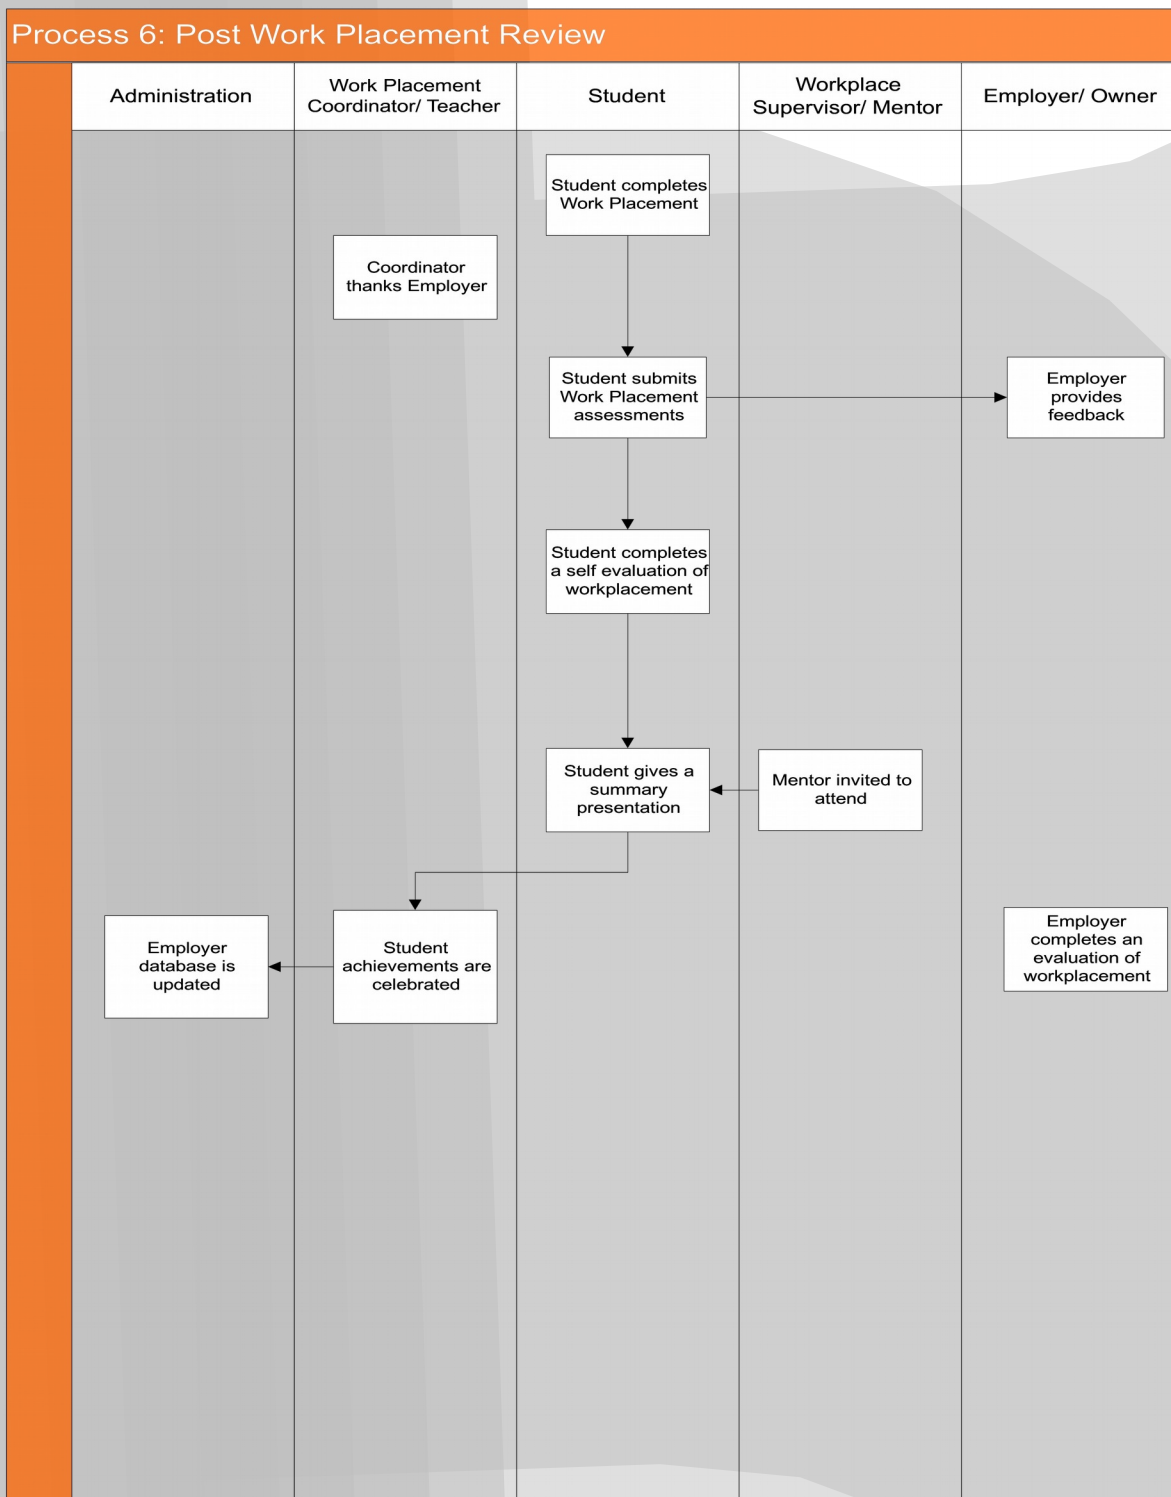 Process 6: Post Work Placement Review
Administration
Work Placement
Coordinator/ Teacher
Student
Workplace
Supervisor/ Mentor
Employer/ Owner
Student completes
Work Placement
Coordinator
thanks Employer
Student submits
Work Placement
assessments
Employer
provides
feedback
Student completes
a self evaluation of
workplacement
Student gives a
summary
presentation
Mentor invited to
attend
Employer
database is
updated
Student
achievements are
celebrated
Employer
completes an
evaluation of
workplacement